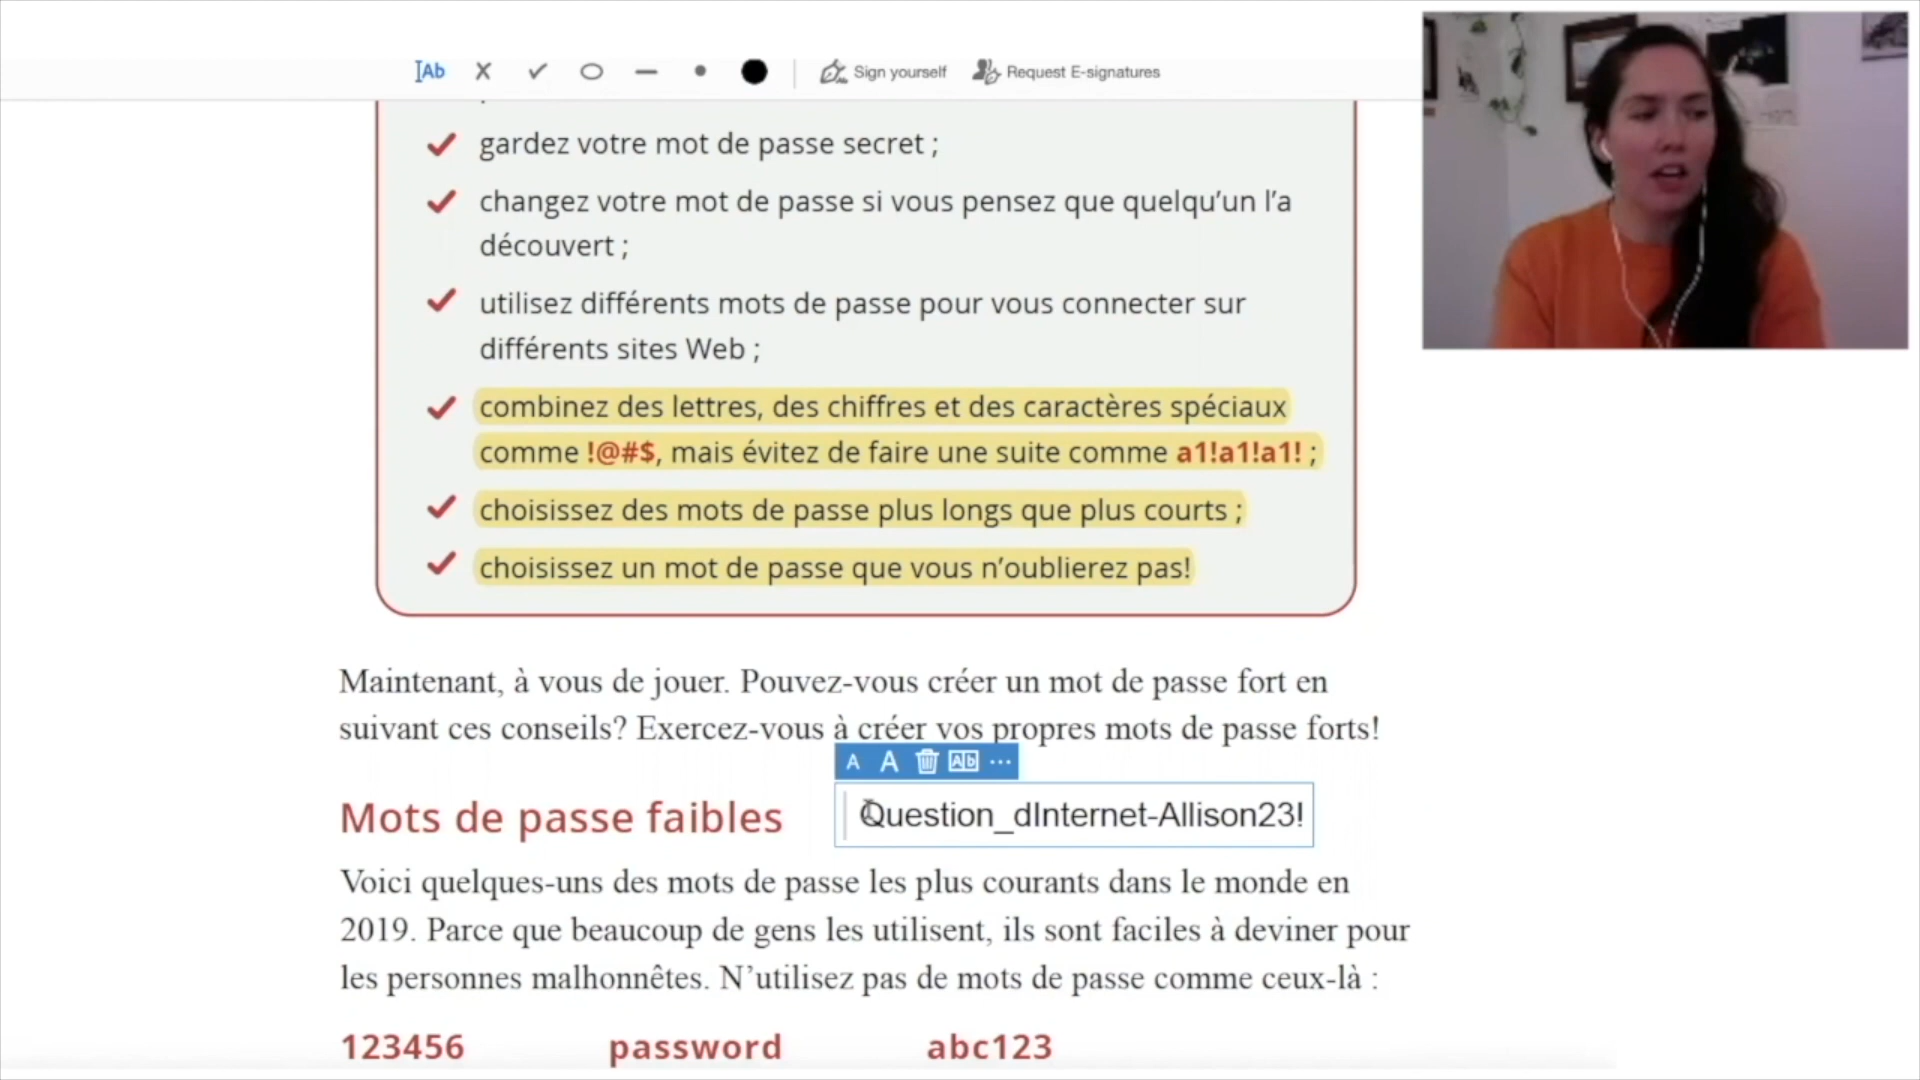 Ab
Sign yourself
Request E-signatures
gardez votre mot de passe secret ;
changez votre mot de passe si vous pensez que quelqu’un l’a
découvert ;
utilisez différents mots de passe pour vous connecter sur
différents sites Web ;
combinez des lettres, des chiffres et des caractères spéciaux
comme !@#$, mais évitez de faire une suite comme a1!a1!a1! ;
choisissez des mots de passe plus longs que plus courts ;
choisissez un mot de passe que vous n’oublierez pas!
Maintenant, à vous de jouer. Pouvez-vous créer un mot de passe fort en
suivant ces conseils? Exercez-vous à créer vos propres mots de passe forts!
A A Ab
Mots de passe faibles
Question_dInternet-Allison23!
Voici quelques-uns des mots de passe les plus courants dans le monde en
2019. Parce que beaucoup de gens les utilisent, ils sont faciles à deviner pour
les personnes malhonnêtes. N’utilisez pas de mots de passe comme ceux-là :
123456 password abc123